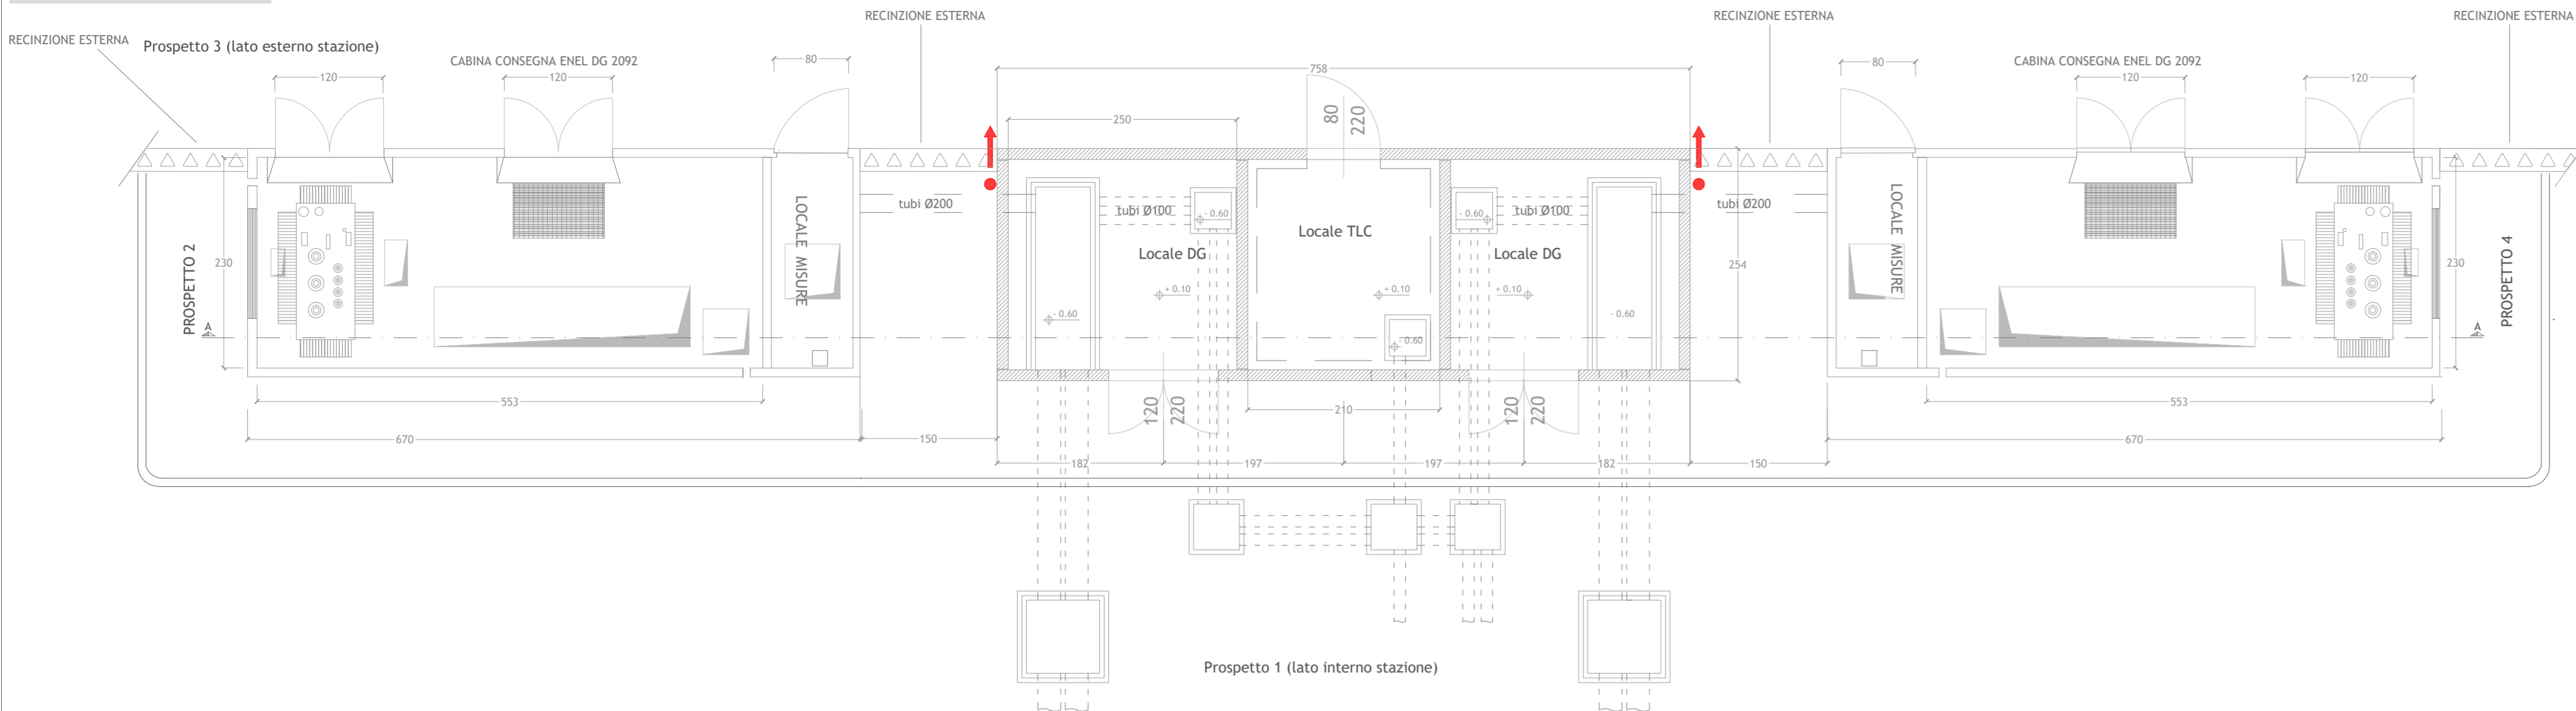 RECINZIONE ESTERNA
RECINZIONE ESTERNA
RECINZIONE ESTERNA
RECINZIONE ESTERNA
Prospetto 3 (lato esterno stazione)
CABINA CONSEGNA ENEL DG 2092
CABINA CONSEGNA ENEL DG 2092
80
80
758
120
120
120
120
250
80
220
tubi Ø200
tubi Ø100
- 0.60
- 0.60
tubi Ø100
tubi Ø200
LOCALE MISURE
LOCALE MISURE
Locale TLC
Locale DG
Locale DG
PROSPETTO 2
PROSPETTO 4
230
254
230
+ 0.10
+ 0.10
+ 0.10
- 0.60
- 0.60
- 0.60
A
A
553
120
220
210
120
220
553
670
150
670
182
197
197
182
150
Prospetto 1 (lato interno stazione)